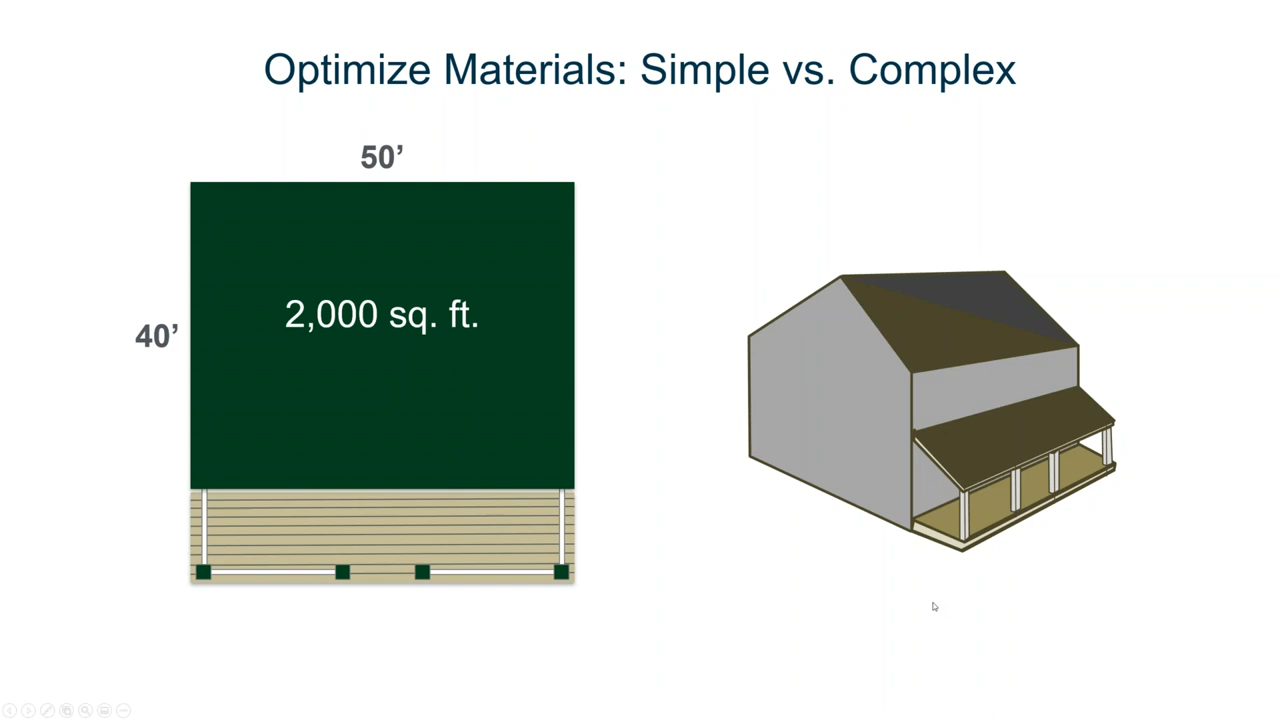 Optimize Materials: Simple vs. Complex
50’
2,000 sq. ft.
40’